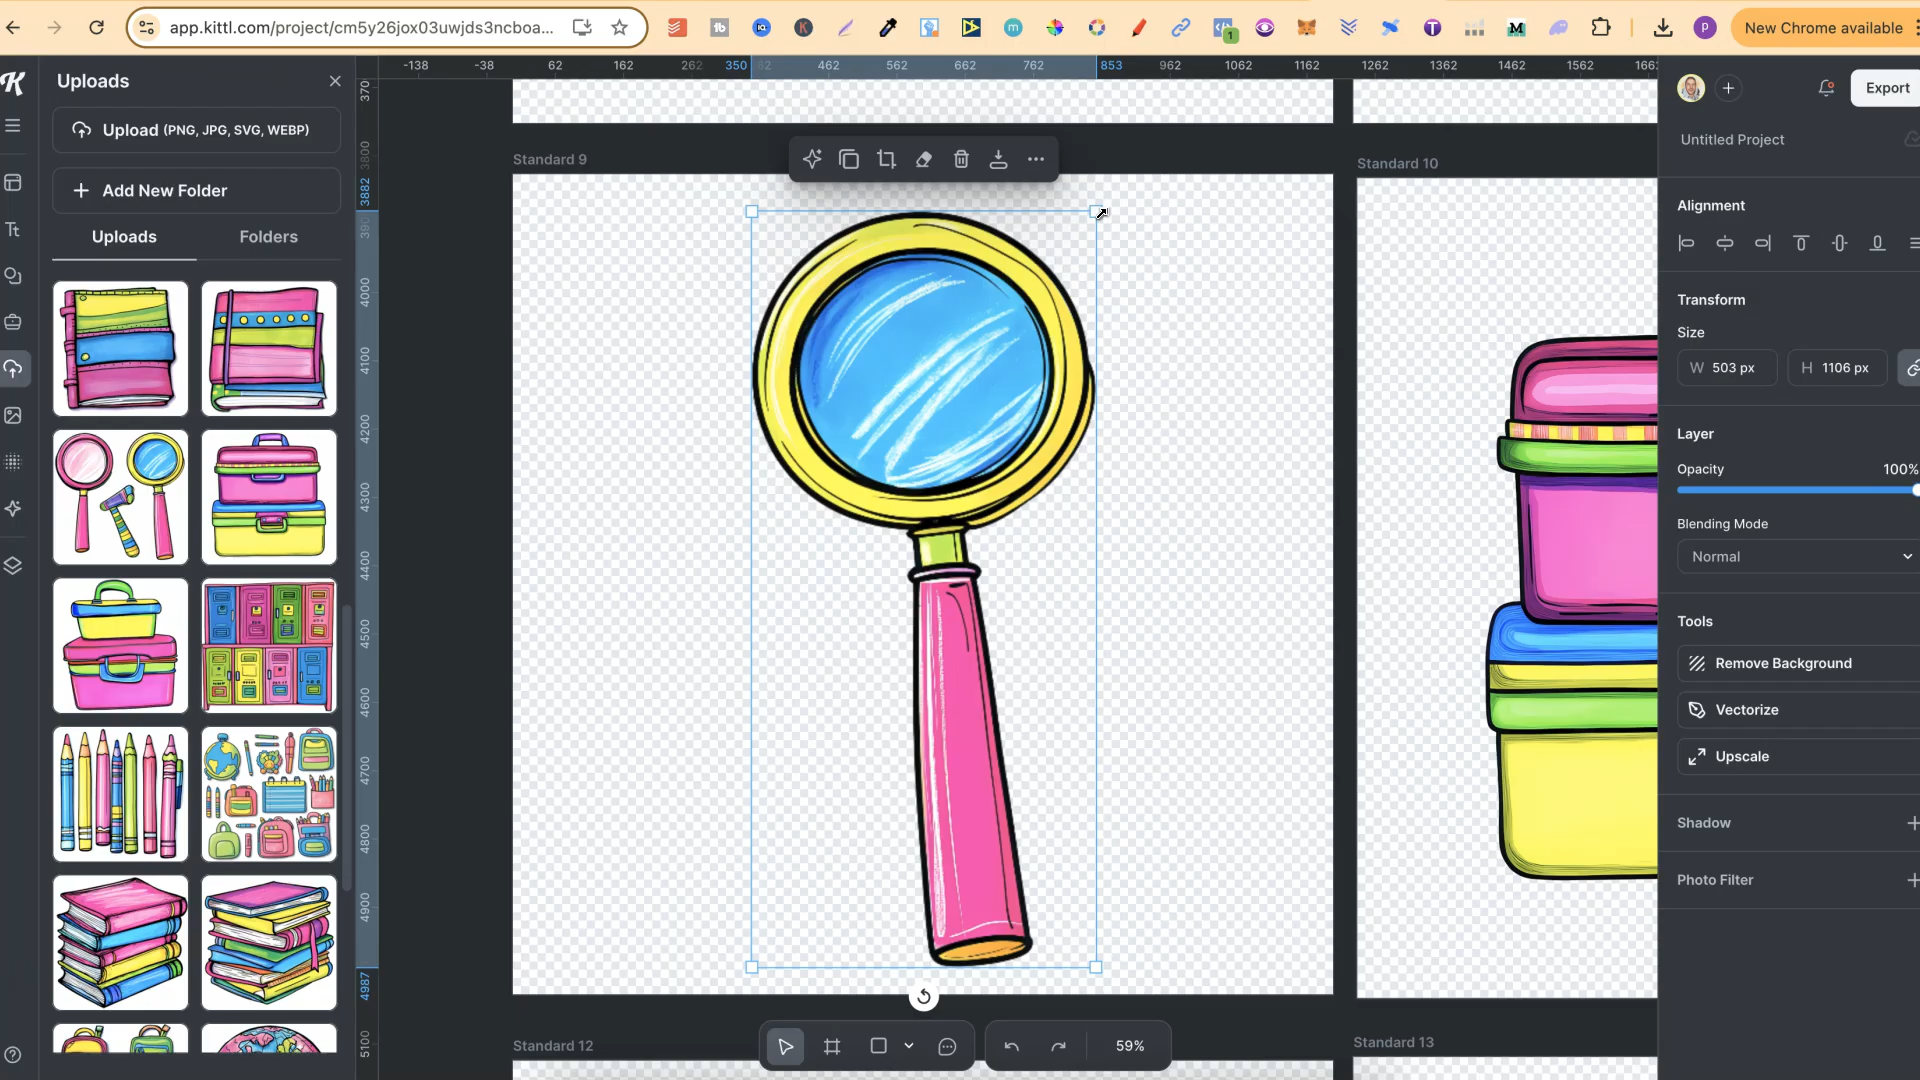 app.kittl.com/project/cm5y26jox03uwjds3ncboa...
1
M
T
P
New Chrome available
K
Uploads
Upload (PNG, JPG, SVG, WEBP)
Add New Folder
Uploads
Folders
-138
-38
62
162
262
350
462
562
662
762
853
962
1062
1162
1262
1362
1462
1562
370
3800
3882
4000
4100
4200
4300
4400
4500
4600
4700
4800
4900
4987
5100
Standard 9
Standard 10
Standard 12
Standard 13
59%
Export
Untitled Project
Alignment
Transform
Size
W 503 px
H 1106 px
Layer
Opacity
100%
Blending Mode
Normal
Tools
Remove Background
Vectorize
Upscale
Shadow
Photo Filter
Tt